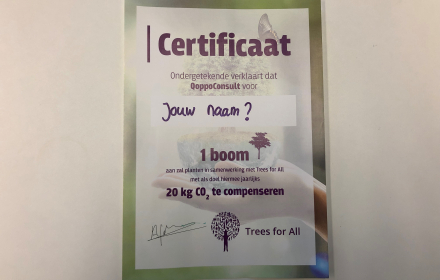 Certificaat
Ondergetekende verklaart dat
QoppoConsult voor
Jouw naam?
1 boom
aan zal planten in samenwerking met Trees for All
met als doel hiermee jaarlijks
20 kg CO₂ te compenseren
Trees for All